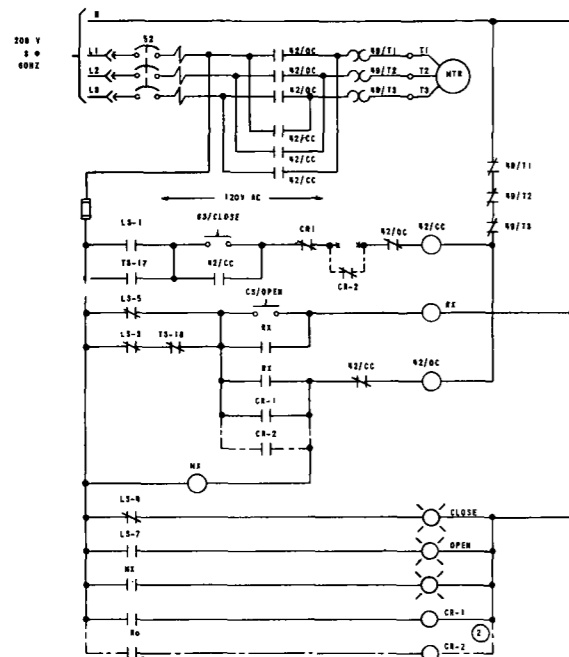 N
208 V
3 Φ
60HZ
L1
52
42/OC
49/T1
T1
L2
42/OC
49/T2
T2
MTR
L3
42/OC
49/T3
T3
42/CC
42/CC
42/CC
49/T1
120V AC
49/T2
CS/CLOSE
49/T3
LS-1
CR1
42/OC
42/CC
TS-17
42/CC
CR-2
CS/OPEN
LS-5
RX
LS-3
TS-18
RX
RX
42/CC
42/OC
CR-1
CR-2
MX
CLOSE
LS-7
OPEN
MX
CR-1
2
CR-2